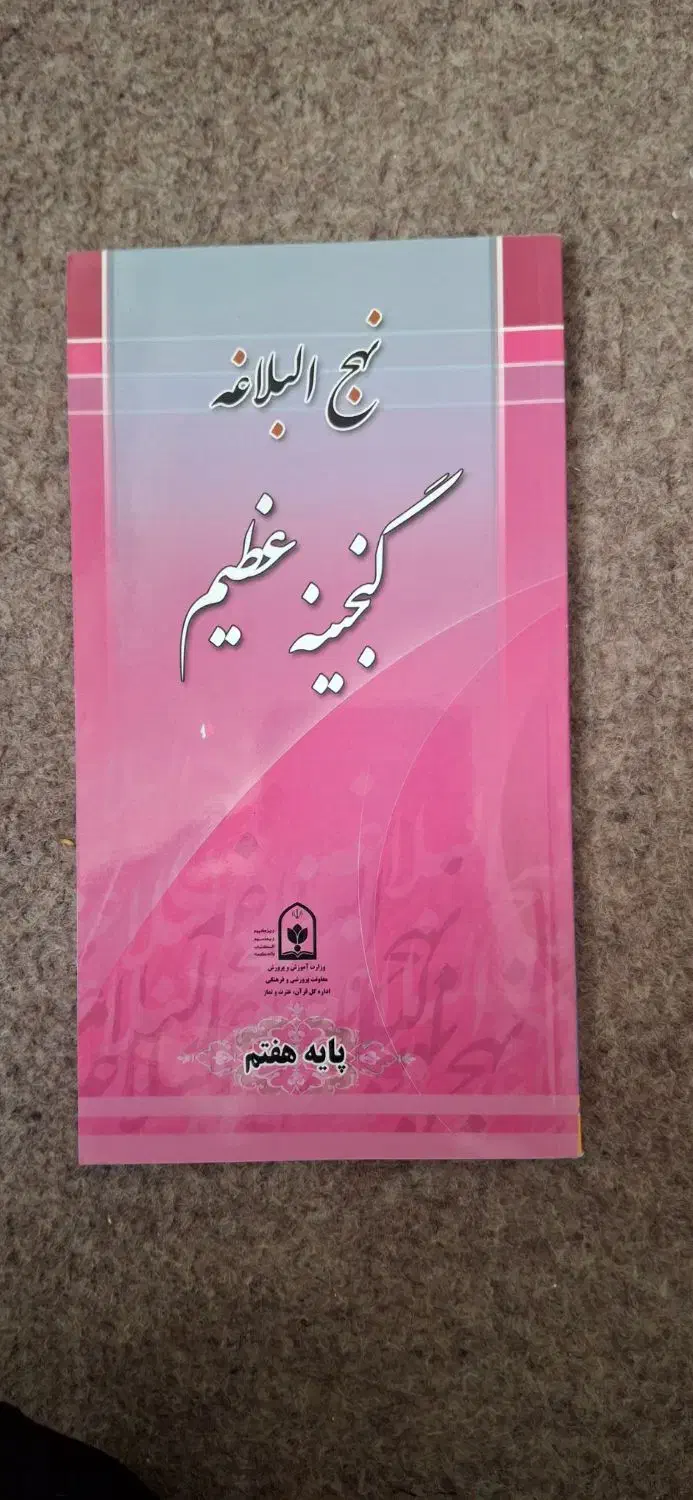 نهج البلاغه
گنجینه عظیم
وزارت آموزش و پرورش
معاونت پرورشی و فرهنگی
اداره کل قرآن، عترت و نماز
پایه هفتم